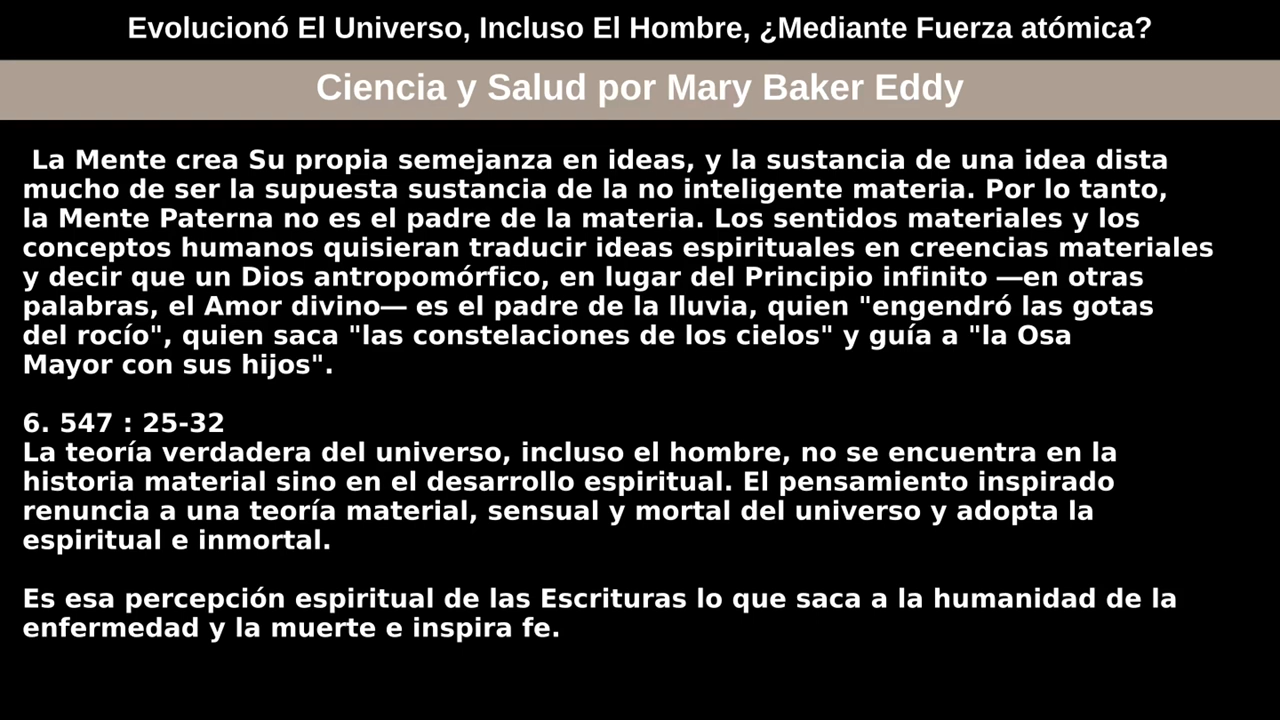 Evolucionó El Universo, Incluso El Hombre, ¿Mediante Fuerza atómica?
Ciencia y Salud por Mary Baker Eddy
La Mente crea Su propia semejanza en ideas, y la sustancia de una idea dista
mucho de ser la supuesta sustancia de la no inteligente materia. Por lo tanto,
la Mente Paterna no es el padre de la materia. Los sentidos materiales y los
conceptos humanos quisieran traducir ideas espirituales en creencias materiales
y decir que un Dios antropomórfico, en lugar del Principio infinito —en otras
palabras, el Amor divino— es el padre de la lluvia, quien "engendró las gotas
del rocío", quien saca "las constelaciones de los cielos" y guía a "la Osa
Mayor con sus hijos".
6. 547 : 25-32
La teoría verdadera del universo, incluso el hombre, no se encuentra en la
historia material sino en el desarrollo espiritual. El pensamiento inspirado
renuncia a una teoría material, sensual y mortal del universo y adopta la
espiritual e inmortal.
Es esa percepción espiritual de las Escrituras lo que saca a la humanidad de la
enfermedad y la muerte e inspira fe.